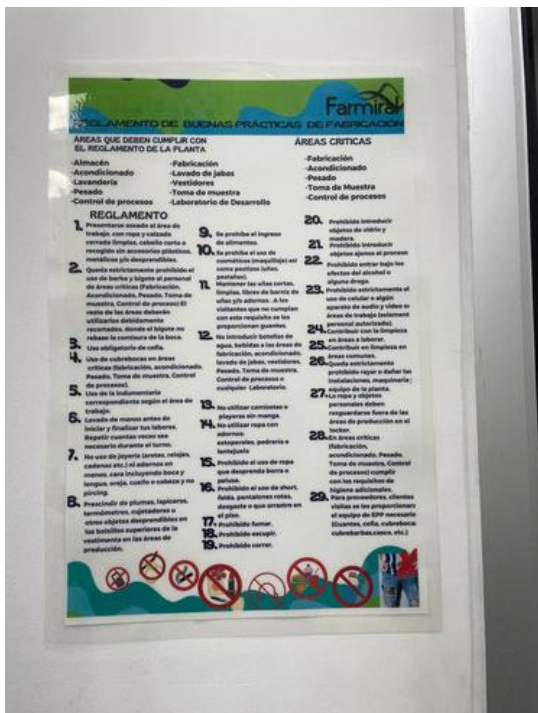 Farmiral
REGLAMENTO DE BUENAS PRÁCTICAS DE FABRICACIÓN
ÁREAS QUE DEBEN CUMPLIR CON
EL REGLAMENTO DE LA PLANTA
-Almacén
-Acondicionado
-Lavandería
-Pesado
-Control de procesos
-Fabricación
-Lavado de Jabas
-Vestidores
-Toma de muestra
-Laboratorio de Desarrollo
ÁREAS CRITICAS
-Fabricación
-Acondicionado
-Pesado
-Toma de Muestra
-Control de procesos
REGLAMENTO
1. Presentarse aseado al área de
trabajo, con ropa y calzado
cerrado limpios, cabello corto o
recogido sin accesorios plásticos,
metálicos y/o desprendibles.
2. Queda estrictamente prohibido el
uso de barba y bigote al personal
de áreas críticas (Fabricación,
Acondicionado, Pesado, Toma de
muestra, Control de procesos) El
resto de las áreas deberán
utilizarlos debidamente
recortados, donde el bigote no
rebase la comisura de la boca.
3. Uso obligatorio de cofia.
4. Uso de cubrebocas en áreas
críticas (fabricación, acondicionado,
Pesado, Toma de muestra, Control
de procesos).
5. Uso de la indumentaria
correspondiente según el área de
trabajo.
6. Lavado de manos antes de
iniciar y finalizar tus labores.
Repetir cuantas veces sea
necesario durante el turno.
7. No uso de joyería (aretes, relojes,
cadenas etc.) ni adornos en
manos, cara incluyendo boca y
lengua, oreja, cuello o cabeza y no
pircing.
8. Prescindir de plumas, lapiceros,
termómetros, sujetadores u
otros objetos desprendibles en
los bolsillos superiores de la
vestimenta en las áreas de
producción.
9. Se prohíbe el ingreso
de alimentos.
10. Se prohíbe el uso de
cosméticos (maquillaje) así
como postizos (uñas,
pestañas).
11. Mantener las uñas cortas,
limpias, libres de barniz de
uñas y/o adornos. A los
visitantes que no cumplan
con este requisito se les
proporcionan guantes.
12. No introducir botellas de
agua, bebidas a las áreas de
fabricación, acondicionado,
lavado de jabas, vestidores,
Pesado, Toma de muestra,
Control de procesos o
cualquier Laboratorio.
13. No utilizar camisetas o
playeras sin manga.
14. No utilizar ropa con
adornos:
estoperoles, pedrería o
lentejuela
15. Prohibido el uso de ropa
que desprenda borra o
pelusa.
16. Prohibido el uso de short,
falda, pantalones rotos,
desgaste o que arrastre en
el piso.
17. Prohibido fumar.
18. Prohibido escupir.
19. Prohibido correr.
20. Prohibido introducir
objetos de vidrio y
madera.
21. Prohibido introducir
objetos ajenos al proceso
22. Prohibido entrar bajo los
efectos del alcohol o
alguna droga.
23. Prohibido estrictamente el
uso de celular o algún
aparato de audio y video en
áreas de trabajo (solament
personal autorizado).
24. Contribuir con la limpieza
en áreas a laborar.
25. Contribuir en limpieza en
áreas comunes.
26. Queda estrictamente
prohibido rayar o dañar las
instalaciones, maquinaria
equipo de la planta.
27. La ropa y objetos
personales deben
resguardarse fuera de las
áreas de producción en el
locker.
28. En áreas críticas
(fabricación,
acondicionado, Pesado,
Toma de muestra, Control
de procesos) cumplir
con los requisitos de
higiene adicionales.
29. Para proveedores, clientes
visitas se les proporcionara
el equipo de EPP necesario
(Guantes, cofia, cubreboca
cubrebarbas,casco, etc.)